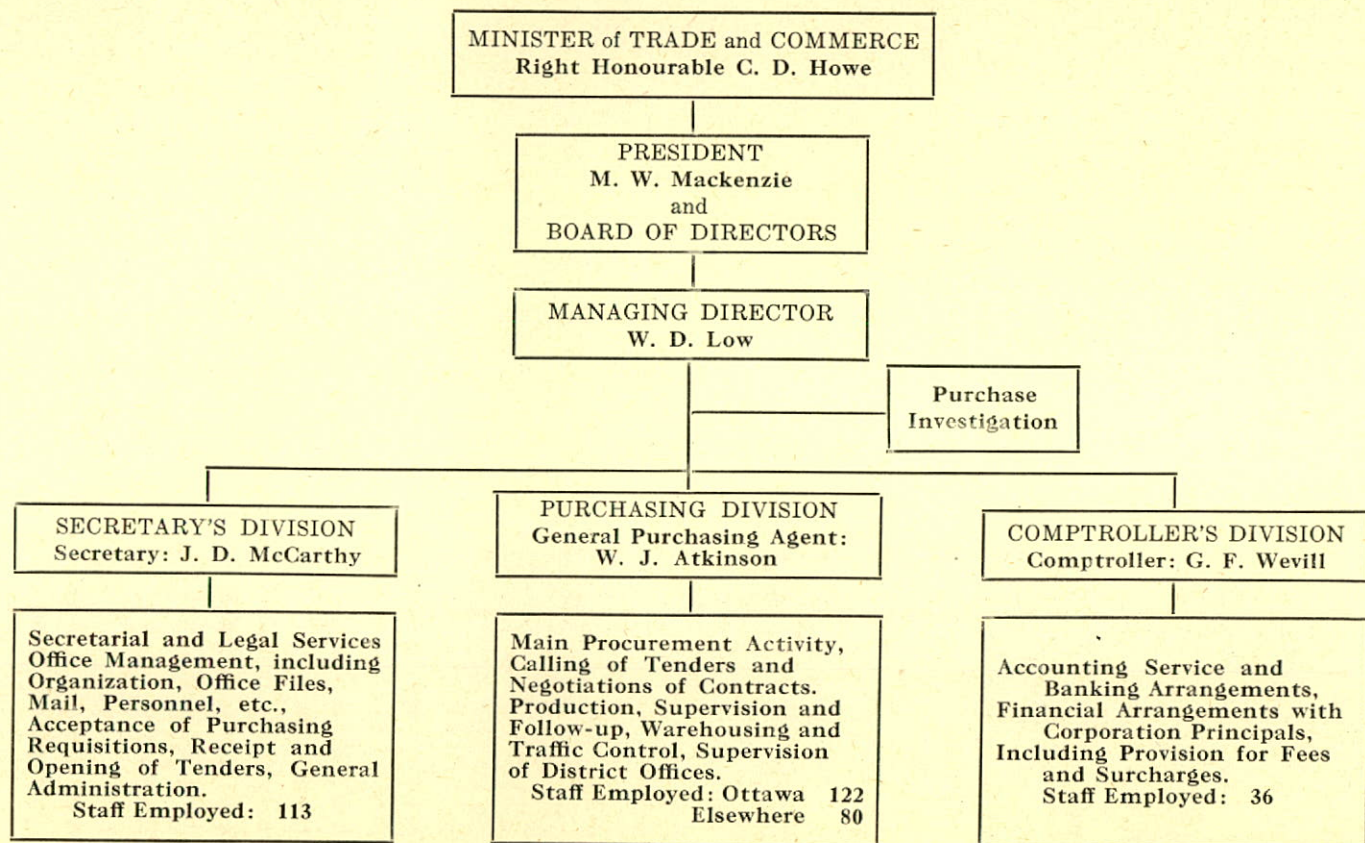 MINISTER of TRADE and COMMERCE
Right Honourable C. D. Howe
PRESIDENT
M. W. Mackenzie
and
BOARD OF DIRECTORS
MANAGING DIRECTOR
W. D. Low
Purchase
Investigation
SECRETARY'S DIVISION
Secretary: J. D. McCarthy
PURCHASING DIVISION
General Purchasing Agent:
W. J. Atkinson
COMPTROLLER'S DIVISION
Comptroller: G. F. Wevill
Secretarial and Legal Services
Office Management, including
Organization, Office Files,
Mail, Personnel, etc.,
Acceptance of Purchasing
Requisitions, Receipt and
Opening of Tenders, General
Administration.
Staff Employed: 113
Main Procurement Activity,
Calling of Tenders and
Negotiations of Contracts.
Production, Supervision and
Follow-up, Warehousing and
Traffic Control, Supervision
of District Offices.
Staff Employed: Ottawa 122
Elsewhere 80
Accounting Service and
Banking Arrangements,
Financial Arrangements with
Corporation Principals,
Including Provision for Fees
and Surcharges.
Staff Employed: 36